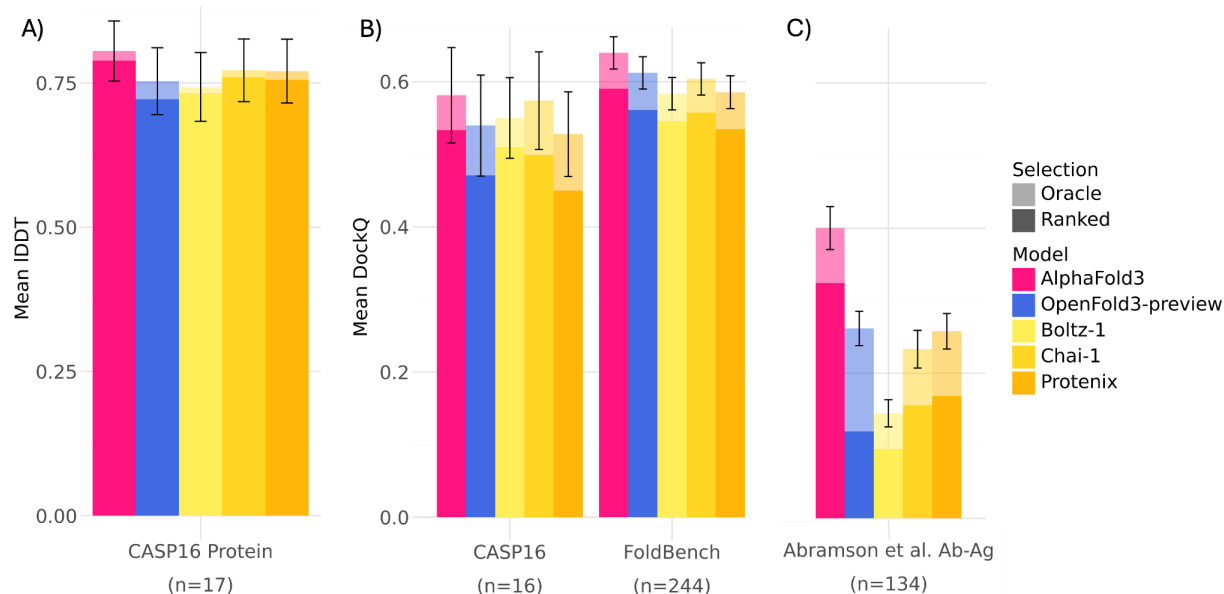 A)
B)
C)
Mean lDDT
0.75
0.50
0.25
0.00
CASP16 Protein
(n=17)
Mean DockQ
0.6
0.4
0.2
0.0
CASP16
(n=16)
FoldBench
(n=244)
Abramson et al. Ab-Ag
(n=134)
Selection
Oracle
Ranked
Model
AlphaFold3
OpenFold3-preview
Boltz-1
Chai-1
Protenix